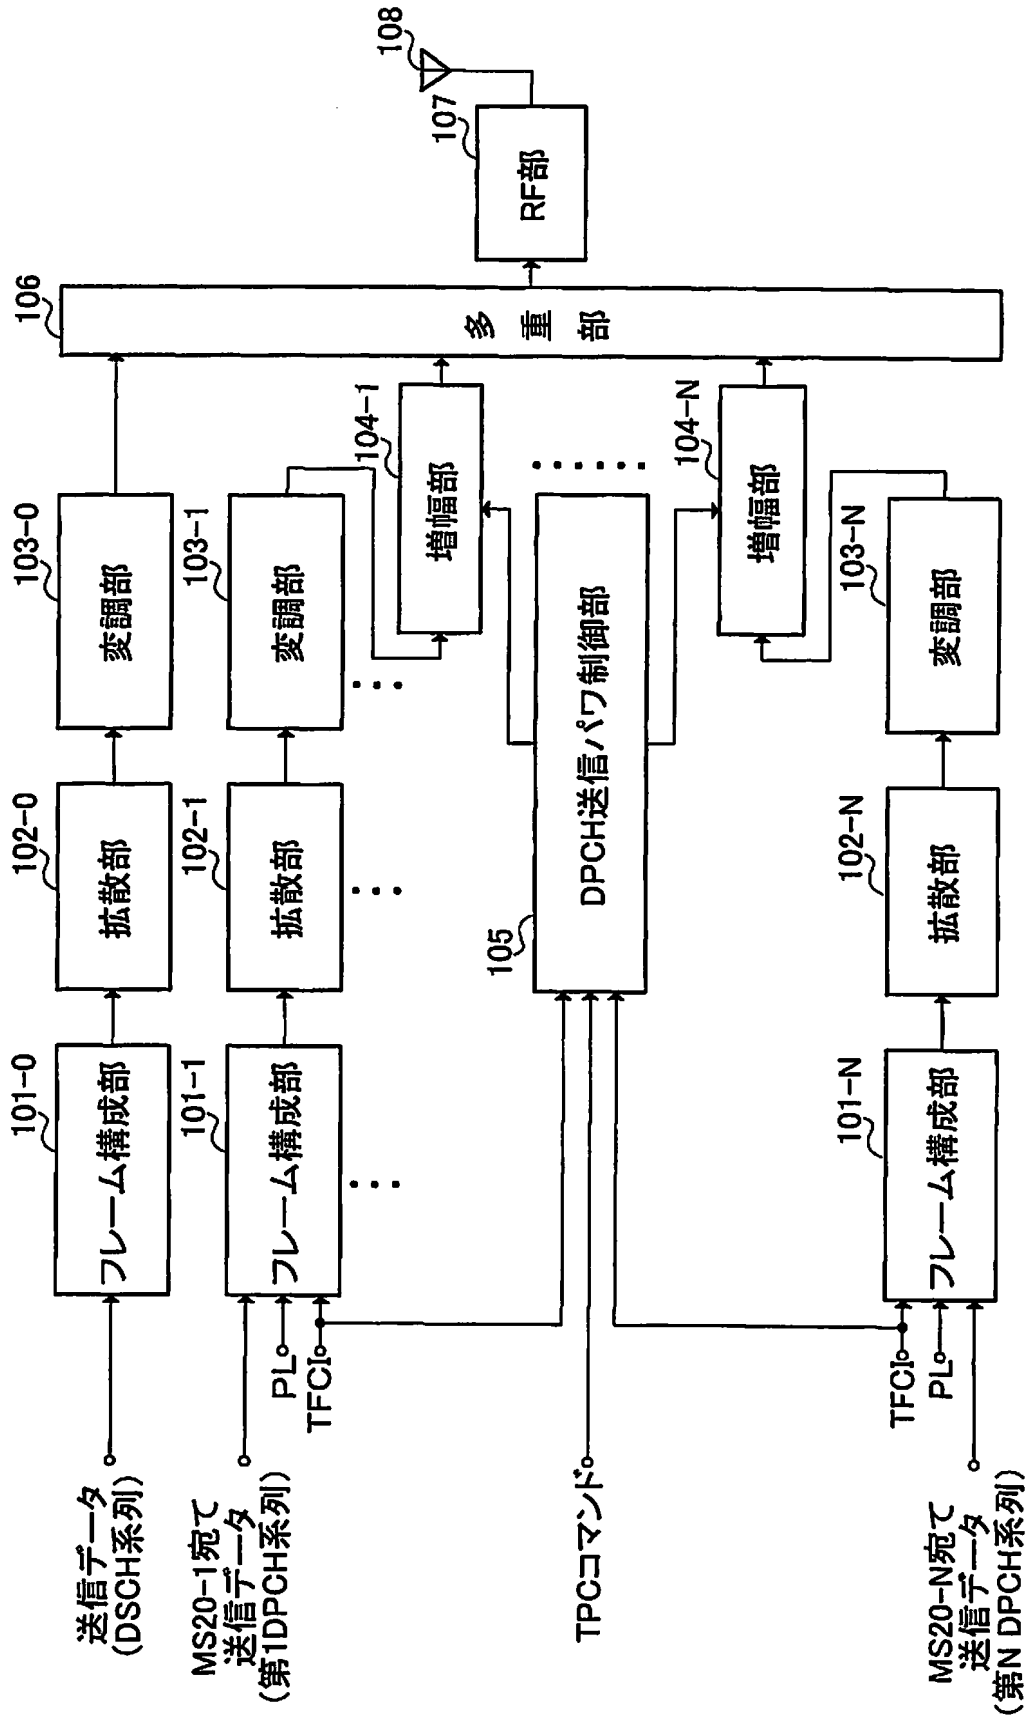 送信データ
(DSCH系列)
101-0
フレーム構成部
102-0
拡散部
103-0
変調部
MS20-1宛て
送信データ
(第1DPCH系列)
PL
TFCI
101-1
フレーム構成部
102-1
拡散部
103-1
変調部
104-1
増幅部
TPCコマンド
105
DPCH送信パワ制御部
104-N
増幅部
TFCI
PL
MS20-N宛て
送信データ
(第N DPCH系列)
101-N
フレーム構成部
102-N
拡散部
103-N
変調部
106
多重部
107
RF部
108